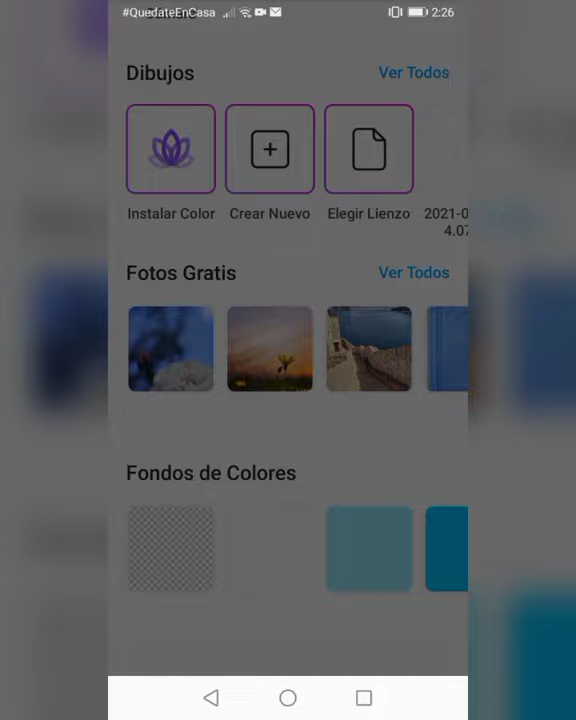 #QuedateEnCasa 2:26
Dibujos Ver Todos
Instalar Color Crear Nuevo Elegir Lienzo 2021-0
4.07
Fotos Gratis Ver Todos
Fondos de Colores